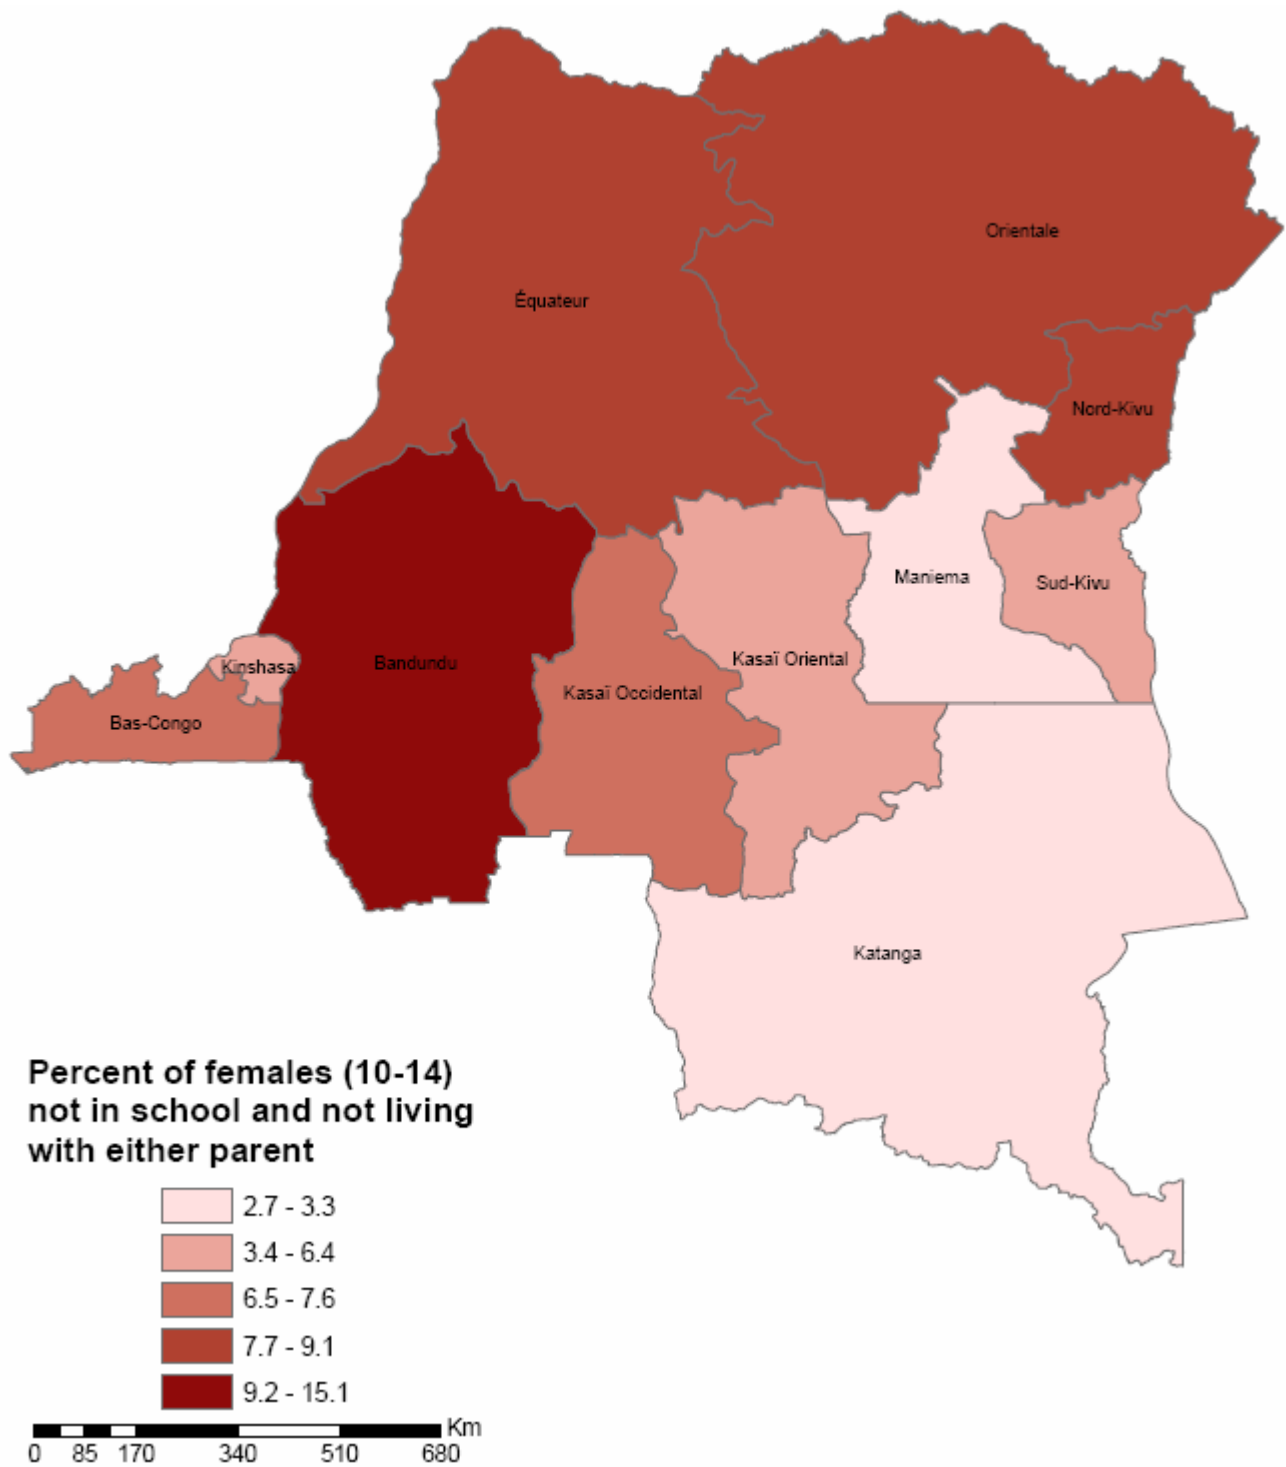 Orientale
Équateur
Nord-Kivu
Maniema
Sud-Kivu
Kinshasa
Bandundu
Kasaï Oriental
Kasaï Occidental
Bas-Congo
Katanga
Percent of females (10-14)
not in school and not living
with either parent
2.7 - 3.3
3.4 - 6.4
6.5 - 7.6
7.7 - 9.1
9.2 - 15.1
Km
0 85 170 340 510 680